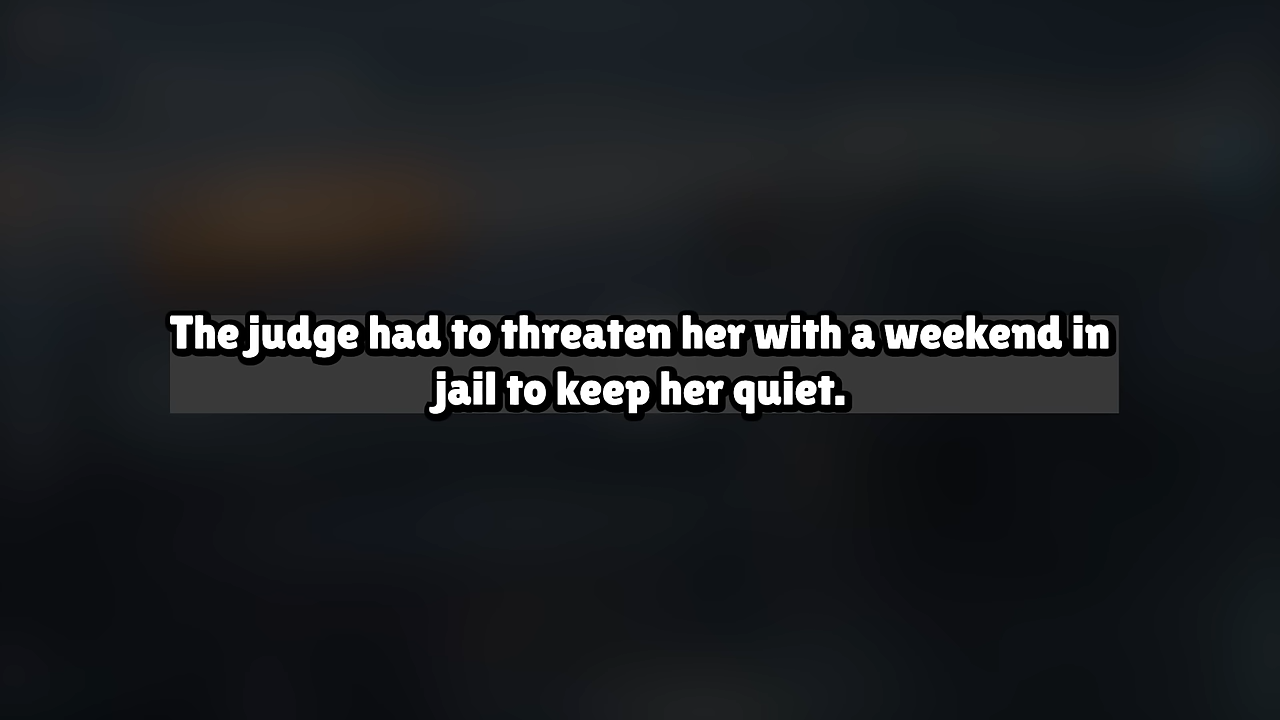 The judge had to threaten her with a weekend in
jail to keep her quiet.